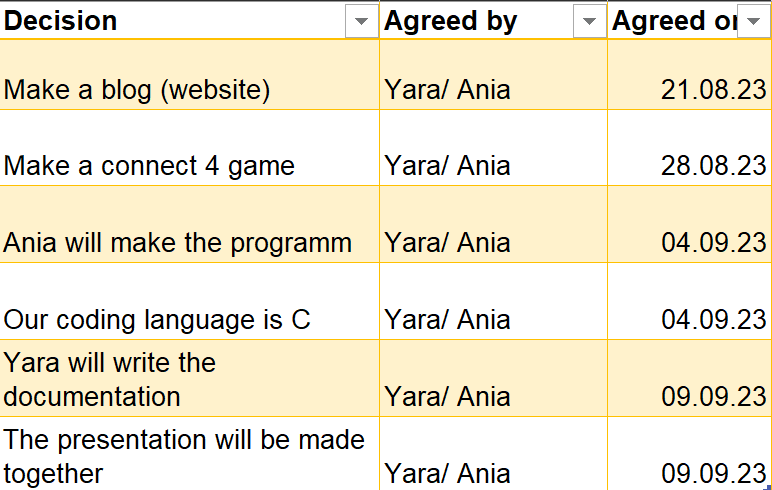 Decision Agreed by Agreed on
Make a blog (website) Yara/ Ania 21.08.23
Make a connect 4 game Yara/ Ania 28.08.23
Ania will make the programm Yara/ Ania 04.09.23
Our coding language is C Yara/ Ania 04.09.23
Yara will write the
documentation Yara/ Ania 09.09.23
The presentation will be made
together Yara/ Ania 09.09.23